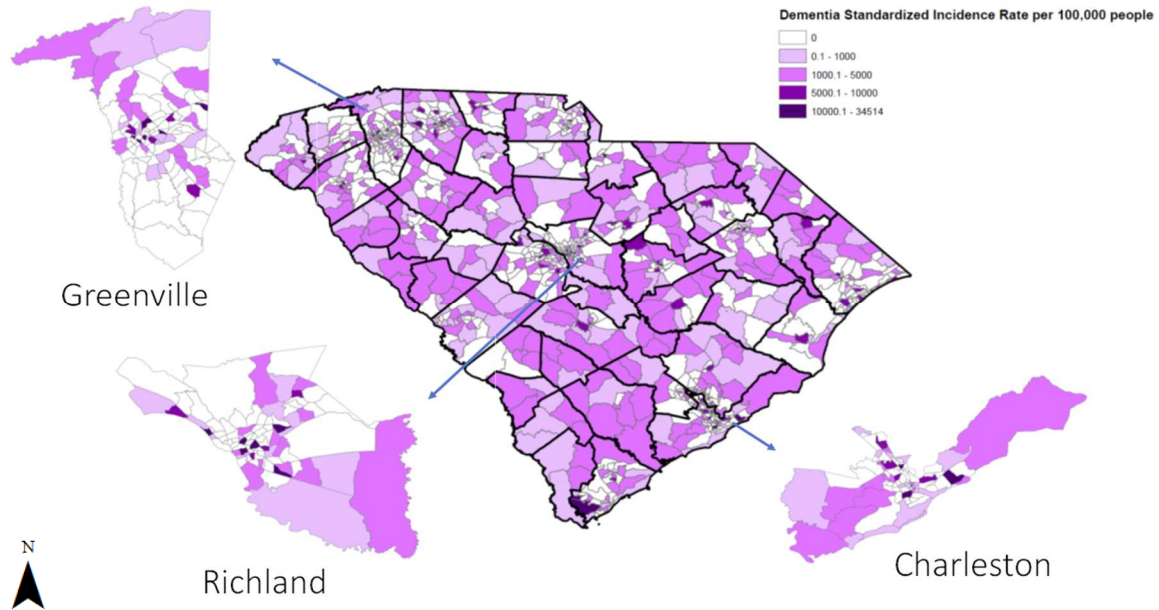 Dementia Standardized Incidence Rate per 100,000 people
0
0.1 - 1000
1000.1 - 5000
5000.1 - 10000
10000.1 - 34514
Greenville
Richland
Charleston
N